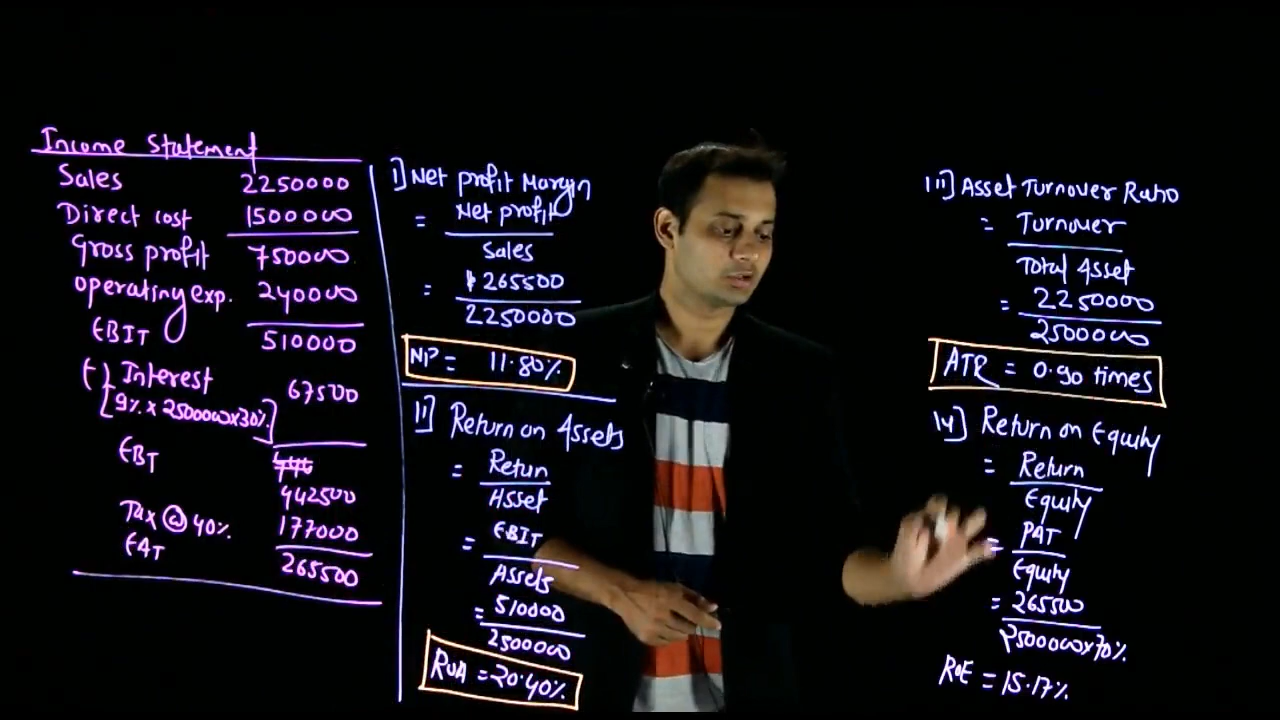 Income Statement
Sales 2250000
Direct cost 1500000
Gross profit 750000
Operating exp. 240000
EBIT 510000
(-) Interest 67500
[9% x 2500000x30%]
EBT 446
442500
Tax @ 40% 177000
EAT 265500
I] Net profit Margin
= Net profit
Sales
= 265500
2250000
NP = 11.80%
II] Return on Assets
= Retun
Asset
= EBIT
Assets
= 510000
2500000
ROA = 20.40%
III] Asset Turnover Ratio
= Turnover
Total Asset
= 2250000
2500000
ATR = 0.90 times
IV] Return on Equity
= Return
Equity
= PAT
Equity
= 265500
2500000x70%
ROE = 15.17%